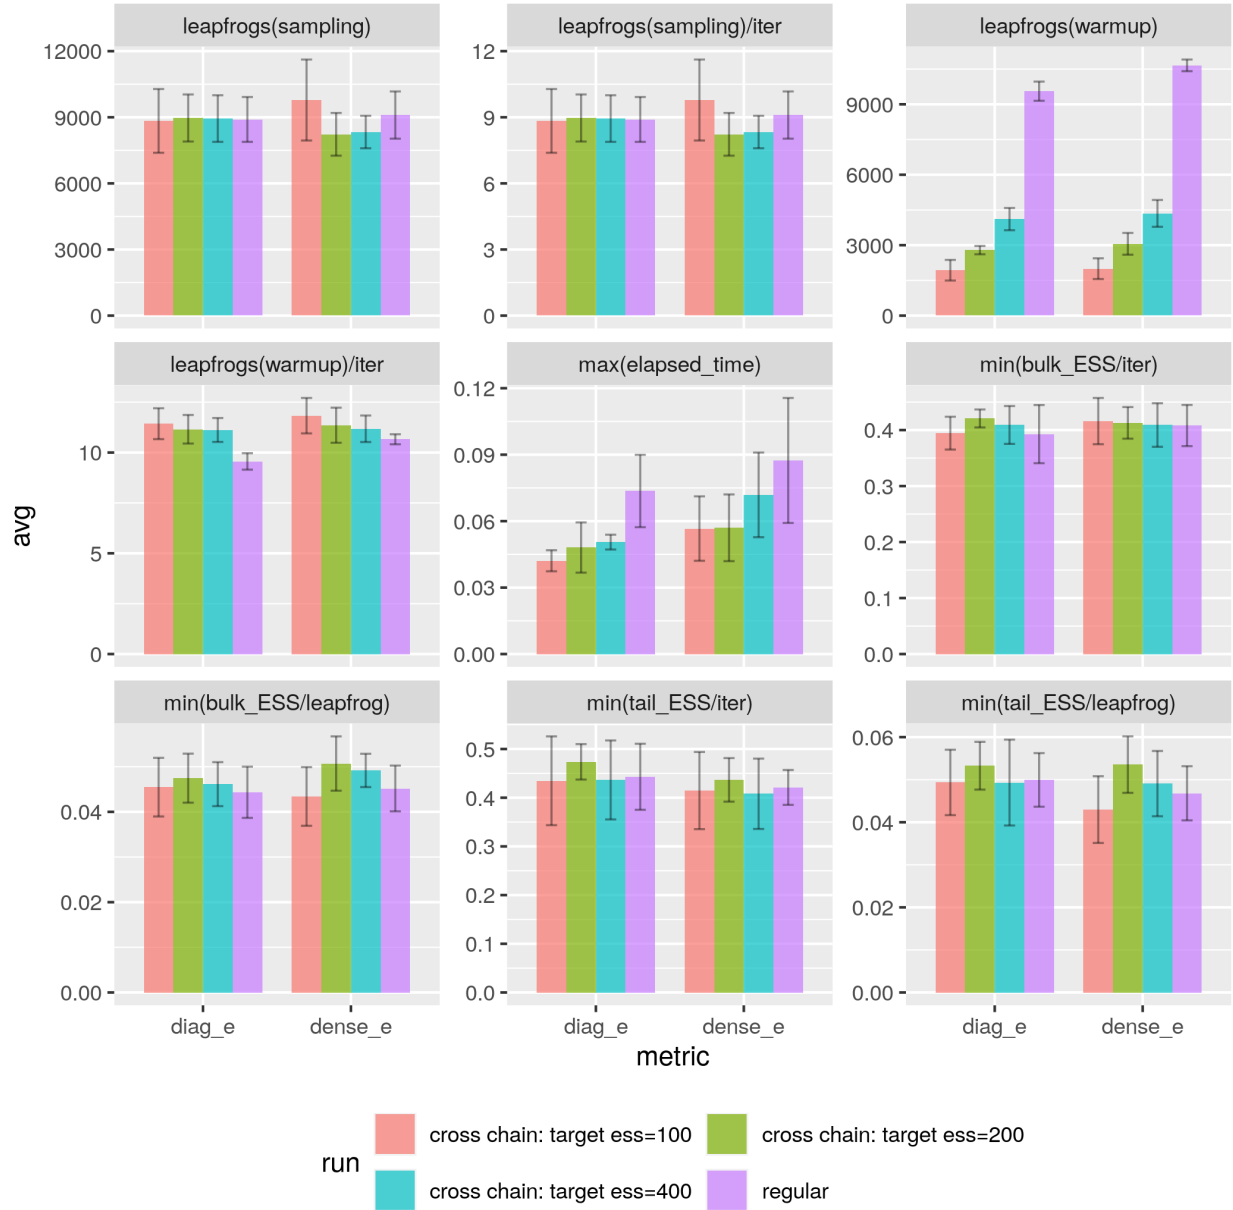 leapfrogs(sampling) leapfrogs(sampling)/iter leapfrogs(warmup)
12000 12
9000 9 9000
6000 6 6000
3000 3 3000
0 0 0
leapfrogs(warmup)/iter max(elapsed_time) min(bulk_ESS/iter)
0.12
10 0.09 0.4
0.3
0.06
5 0.2
0.03 0.1
0 0.00 0.0
avg
min(bulk_ESS/leapfrog) min(tail_ESS/iter) min(tail_ESS/leapfrog)
0.5 0.06
0.04 0.4 0.04
0.3
0.02 0.2 0.02
0.1
0.00 0.0 0.00
diag_e dense_e diag_e dense_e diag_e dense_e
metric
run
cross chain: target ess=100 cross chain: target ess=200
cross chain: target ess=400 regular